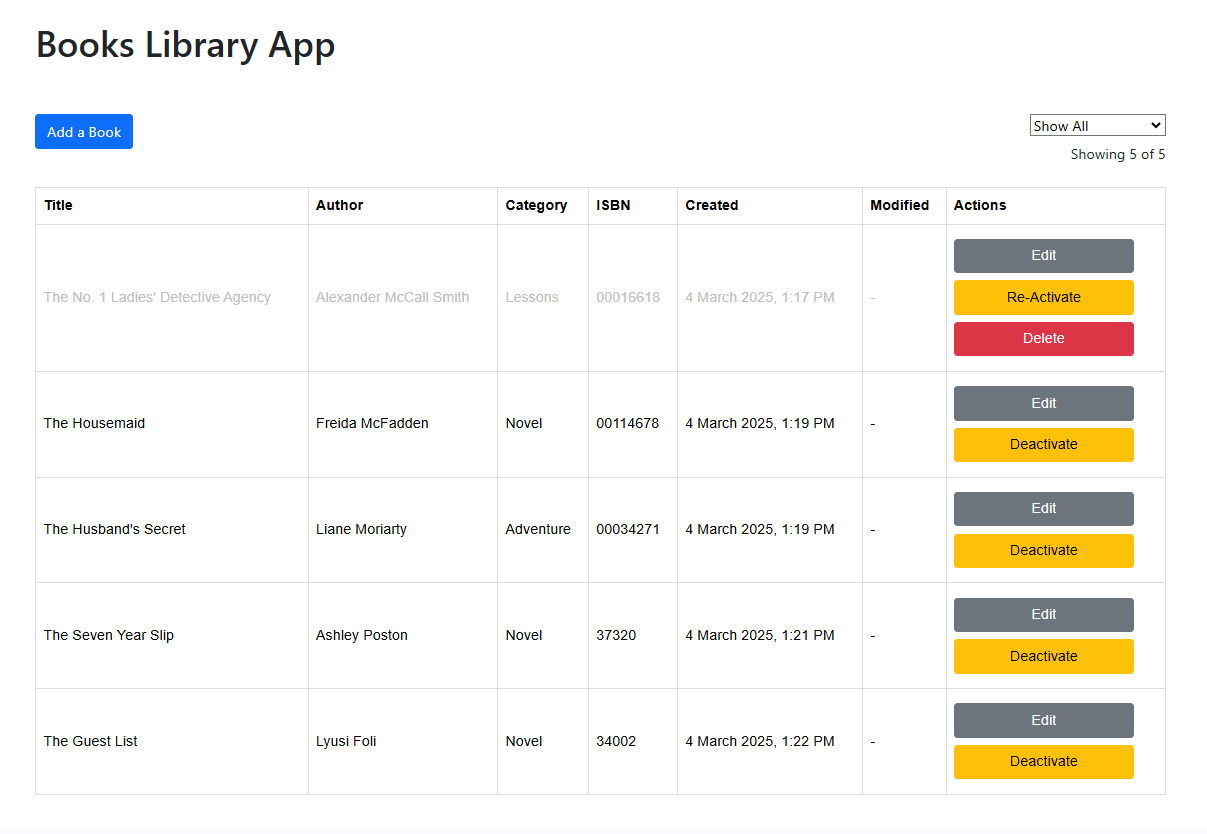 Books Library App
Add a Book
Show All
Showing 5 of 5
Title Author Category ISBN Created Modified Actions
Edit
The No. 1 Ladies' Detective Agency Alexander McCall Smith Lessons 00016618 4 March 2025, 1:17 PM - Re-Activate
Delete
Edit
The Housemaid Freida McFadden Novel 00114678 4 March 2025, 1:19 PM -
Deactivate
Edit
The Husband's Secret Liane Moriarty Adventure 00034271 4 March 2025, 1:19 PM -
Deactivate
Edit
The Seven Year Slip Ashley Poston Novel 37320 4 March 2025, 1:21 PM -
Deactivate
Edit
The Guest List Lyusi Foli Novel 34002 4 March 2025, 1:22 PM -
Deactivate